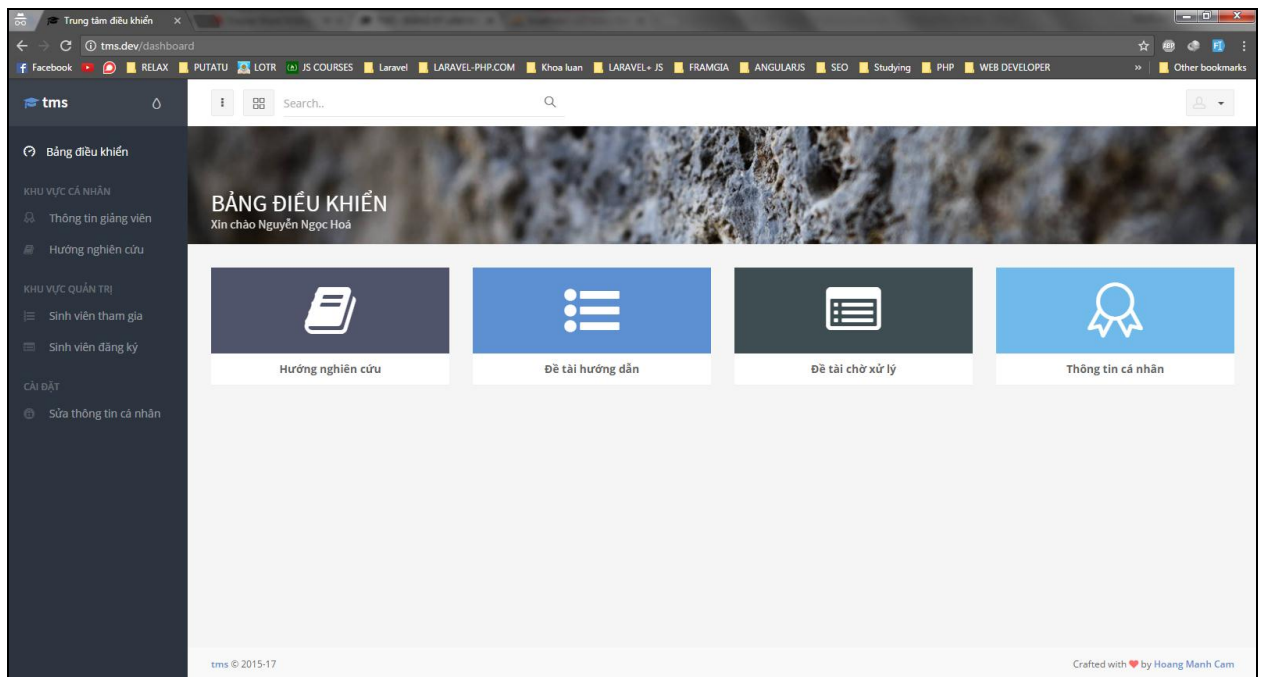 Trung tâm điều khiển
tms.dev/dashboard
Facebook RELAX PUTATU LOTR JS COURSES Laravel LARAVEL-PHP.COM Khoa luan LARAVEL+ JS FRAMGIA ANGULARJS SEO Studying PHP WEB DEVELOPER » Other bookmarks
tms
Search..
Bảng điều khiển
KHU VỰC CÁ NHÂN
Thông tin giảng viên
Hướng nghiên cứu
KHU VỰC QUẢN TRỊ
Sinh viên tham gia
Sinh viên đăng ký
CÀI ĐẶT
Sửa thông tin cá nhân
BẢNG ĐIỀU KHIỂN
Xin chào Nguyễn Ngọc Hoá
Hướng nghiên cứu
Đề tài hướng dẫn
Đề tài chờ xử lý
Thông tin cá nhân
tms © 2015-17
Crafted with ❤ by Hoang Manh Cam